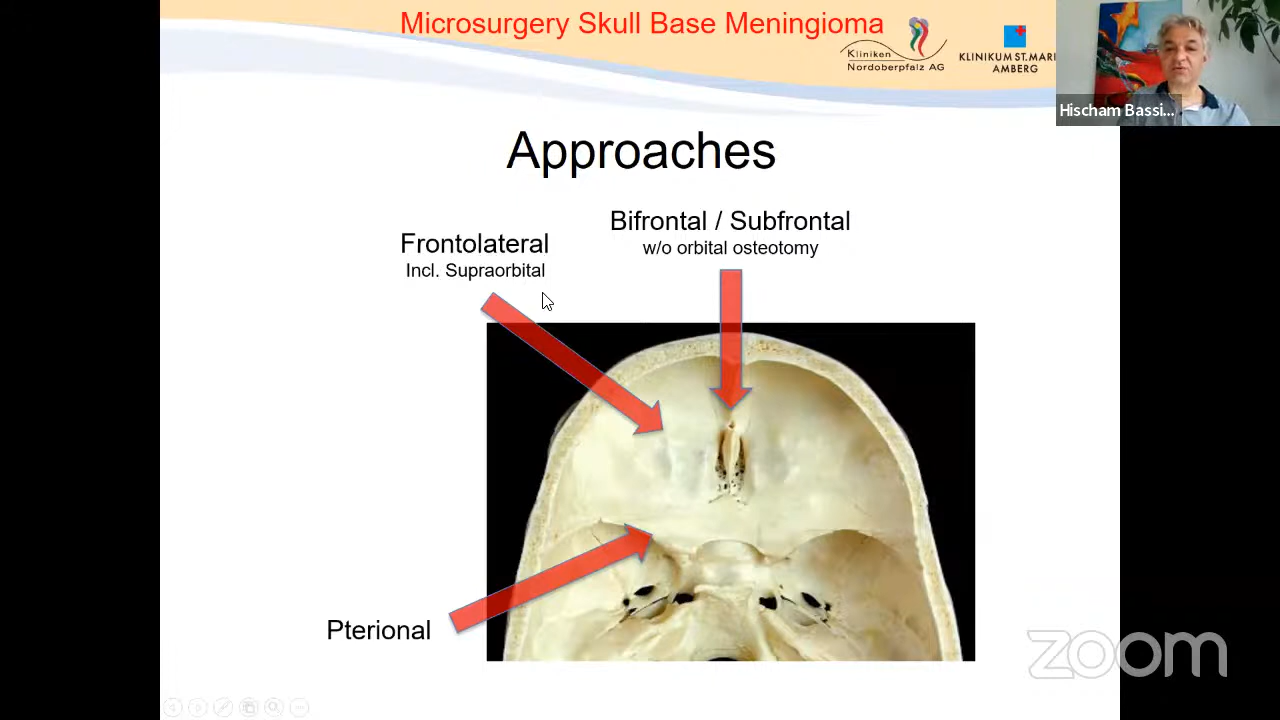 Microsurgery Skull Base Meningioma
Kliniken
Nordoberpfalz AG
KLINIKUM ST.MARI
AMBERG
Hischam Bassi...
Approaches
Bifrontal / Subfrontal
w/o orbital osteotomy
Frontolateral
Incl. Supraorbital
Pterional
zoom